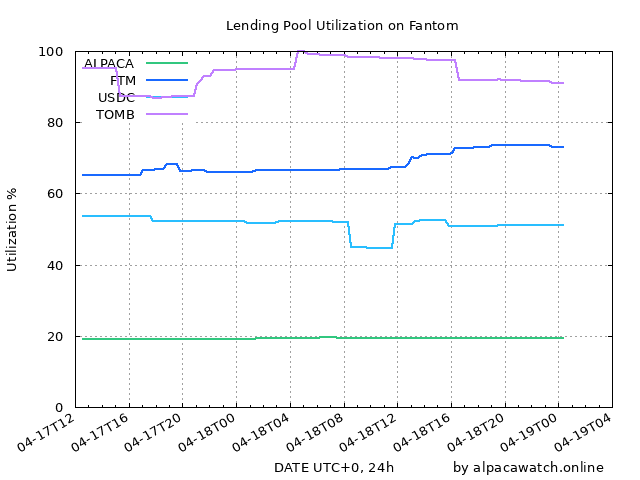 Lending Pool Utilization on Fantom
100
80
60
40
20
0
Utilization %
ALPACA
FTM
USDC
TOMB
04-17T12
04-17T16
04-17T20
04-18T00
04-18T04
04-18T08
04-18T12
04-18T16
04-18T20
04-19T00
04-19T04
DATE UTC+0, 24h
by alpacawatch.online